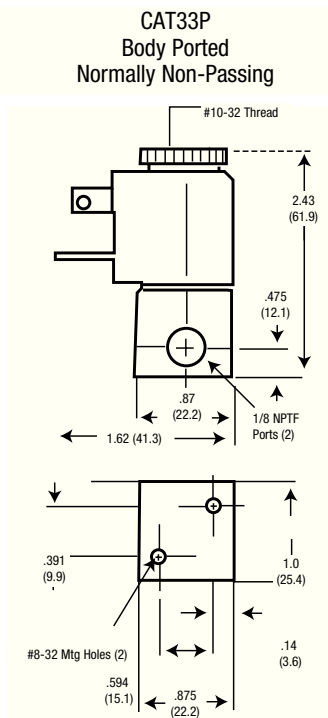 CAT33P
Body Ported
Normally Non-Passing
#10-32 Thread
2.43
(61.9)
.475
(12.1)
.87
(22.2)
1/8 NPTF
Ports (2)
1.62 (41.3)
.391
(9.9)
1.0
(25.4)
#8-32 Mtg Holes (2)
.14
(3.6)
.594
(15.1)
.875
(22.2)